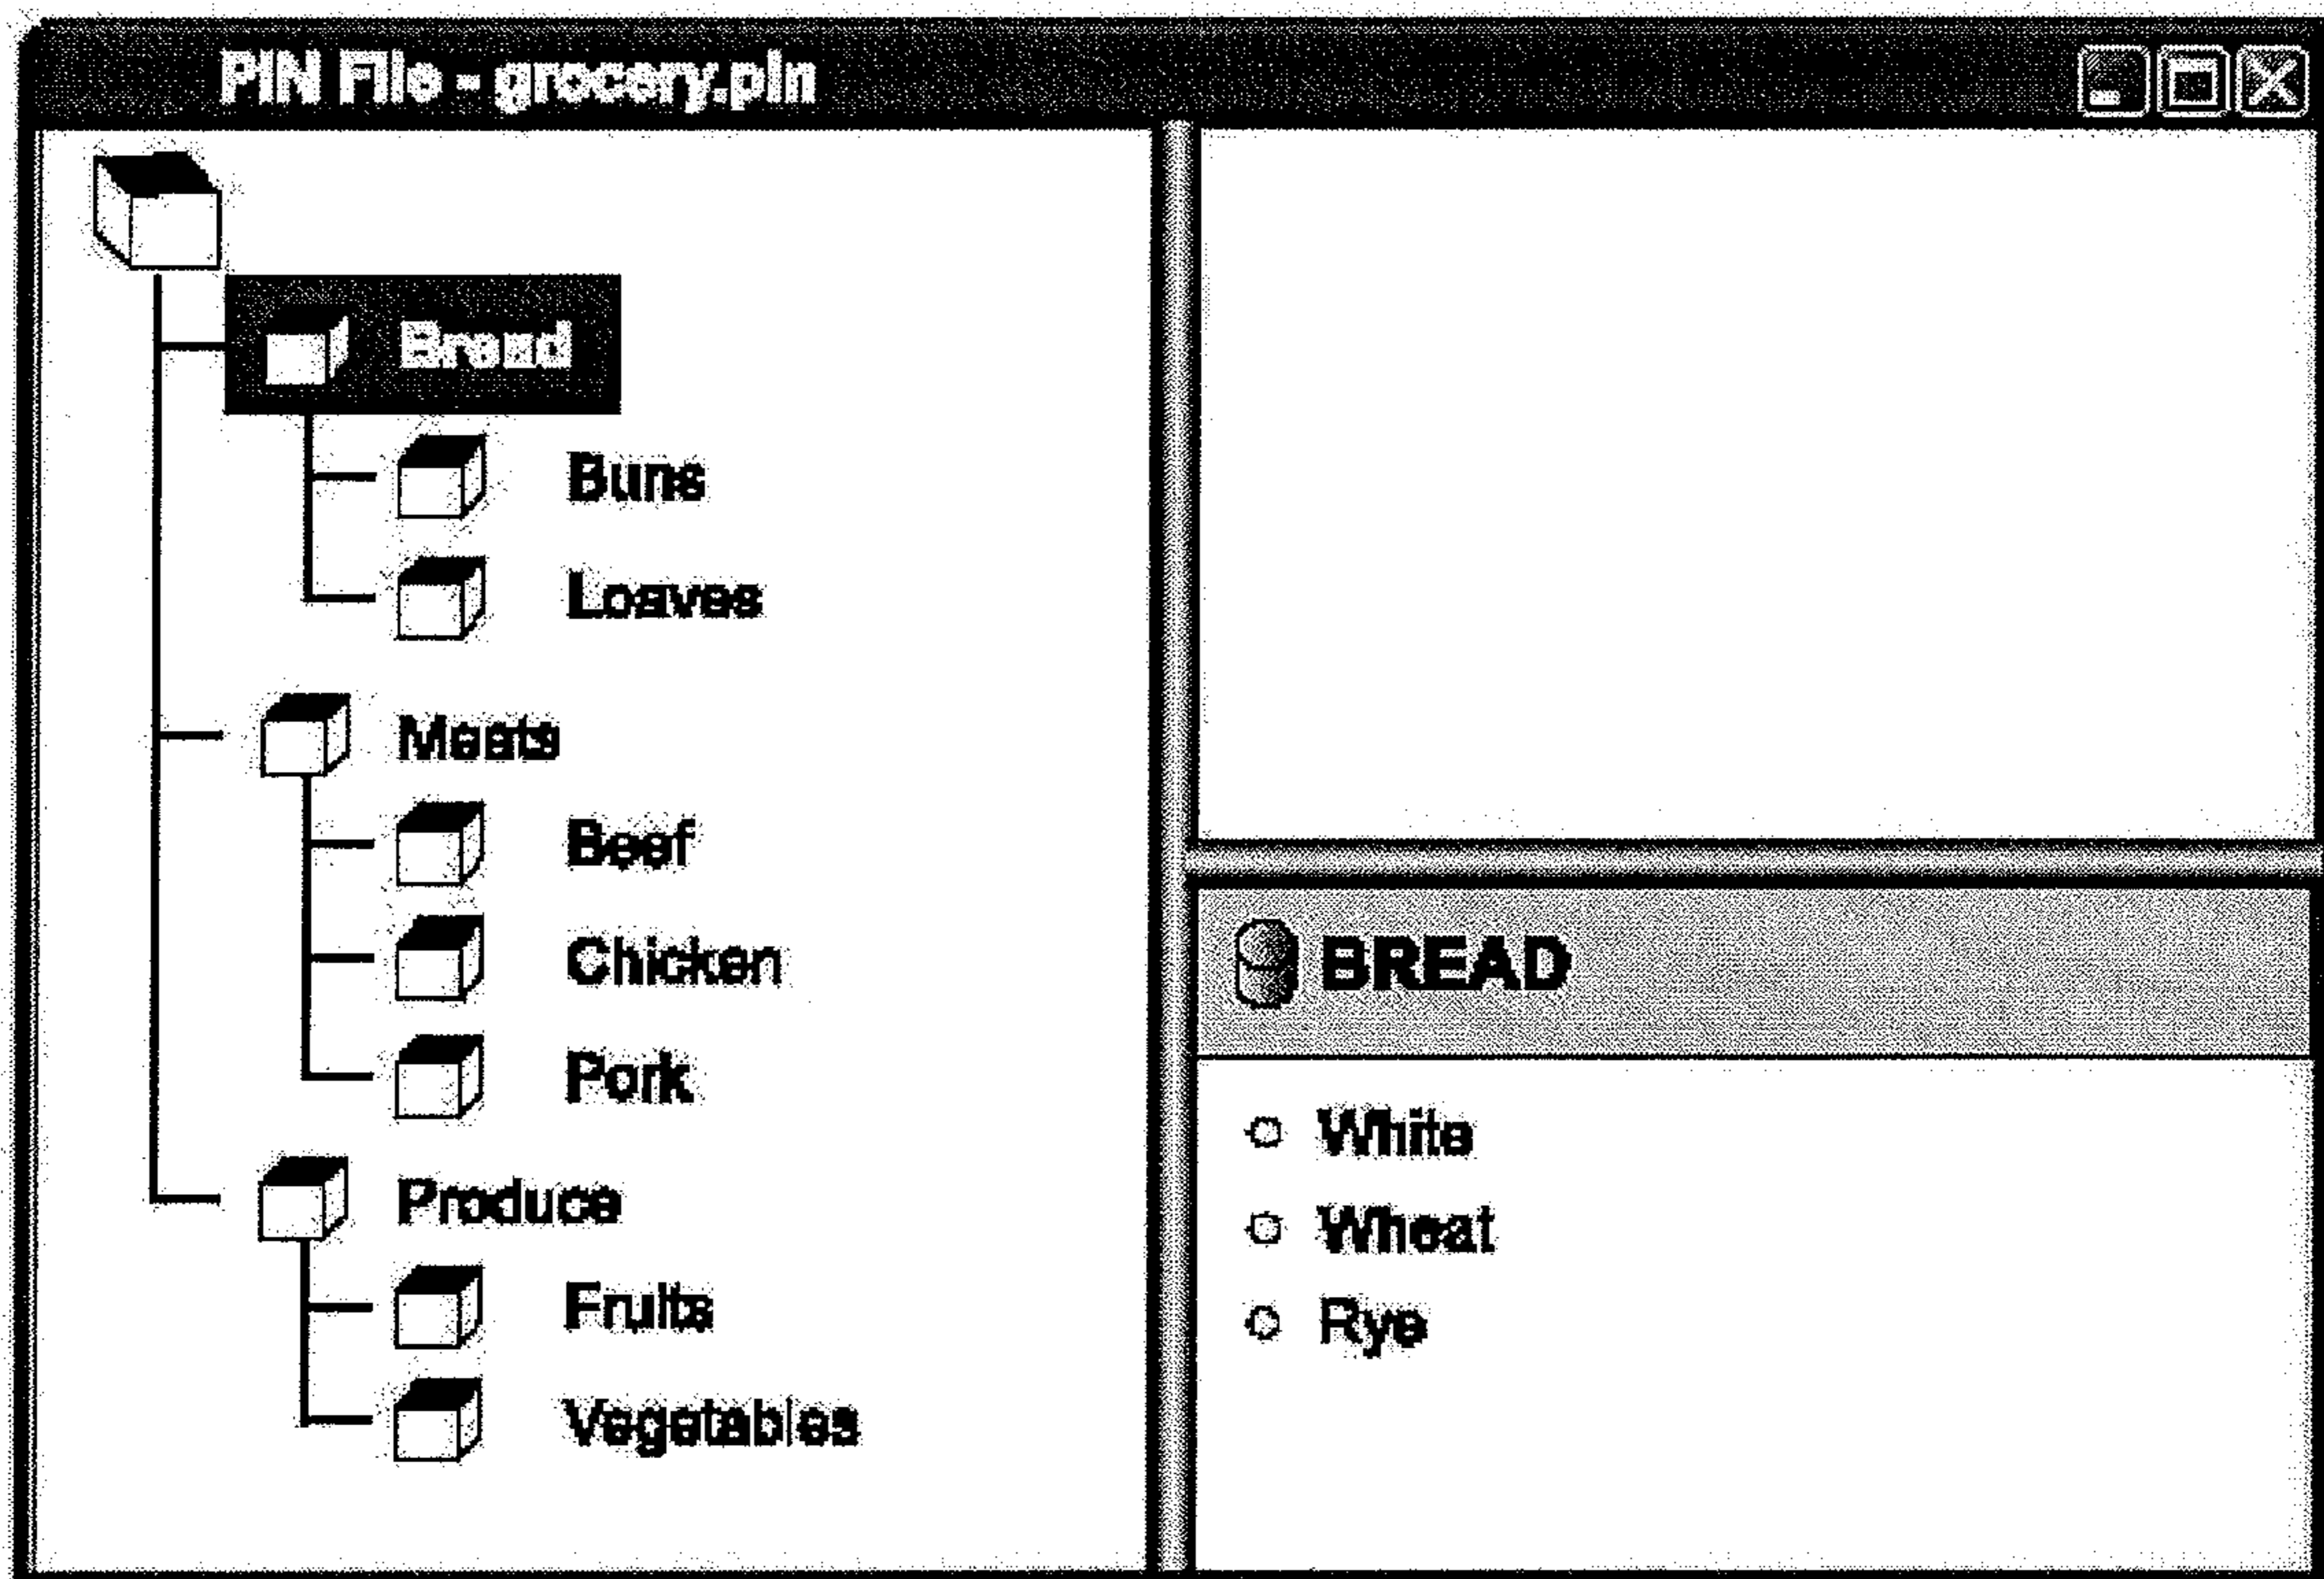 PIN File - grocery.pin
Bread
Buns
Loaves
Meats
Beef
Chicken
Pork
Produce
Fruits
Vegetables
BREAD
White
Wheat
Rye